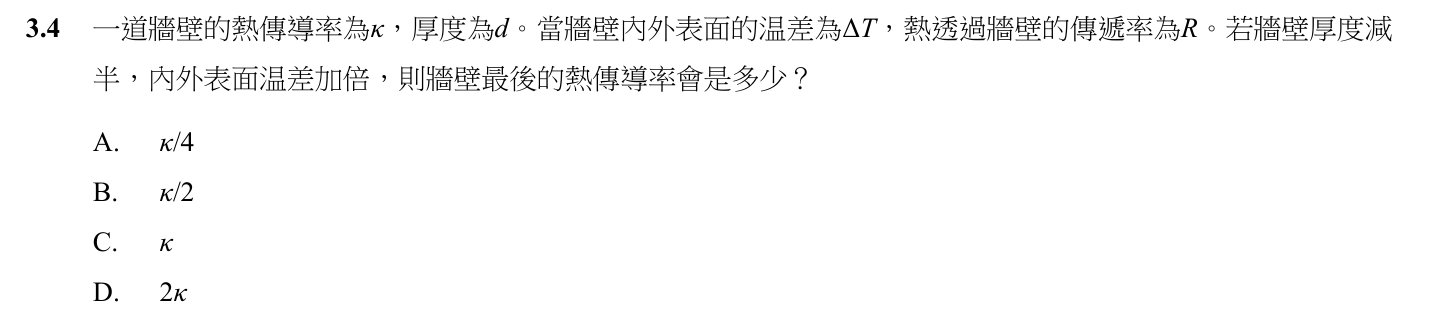 3.4 一道牆壁的熱傳導率為κ，厚度為d。當牆壁內外表面的温差為ΔT，熱透過牆壁的傳遞率為R。若牆壁厚度減
半，內外表面温差加倍，則牆壁最後的熱傳導率會是多少？
A. κ/4
B. κ/2
C. κ
D. 2κ